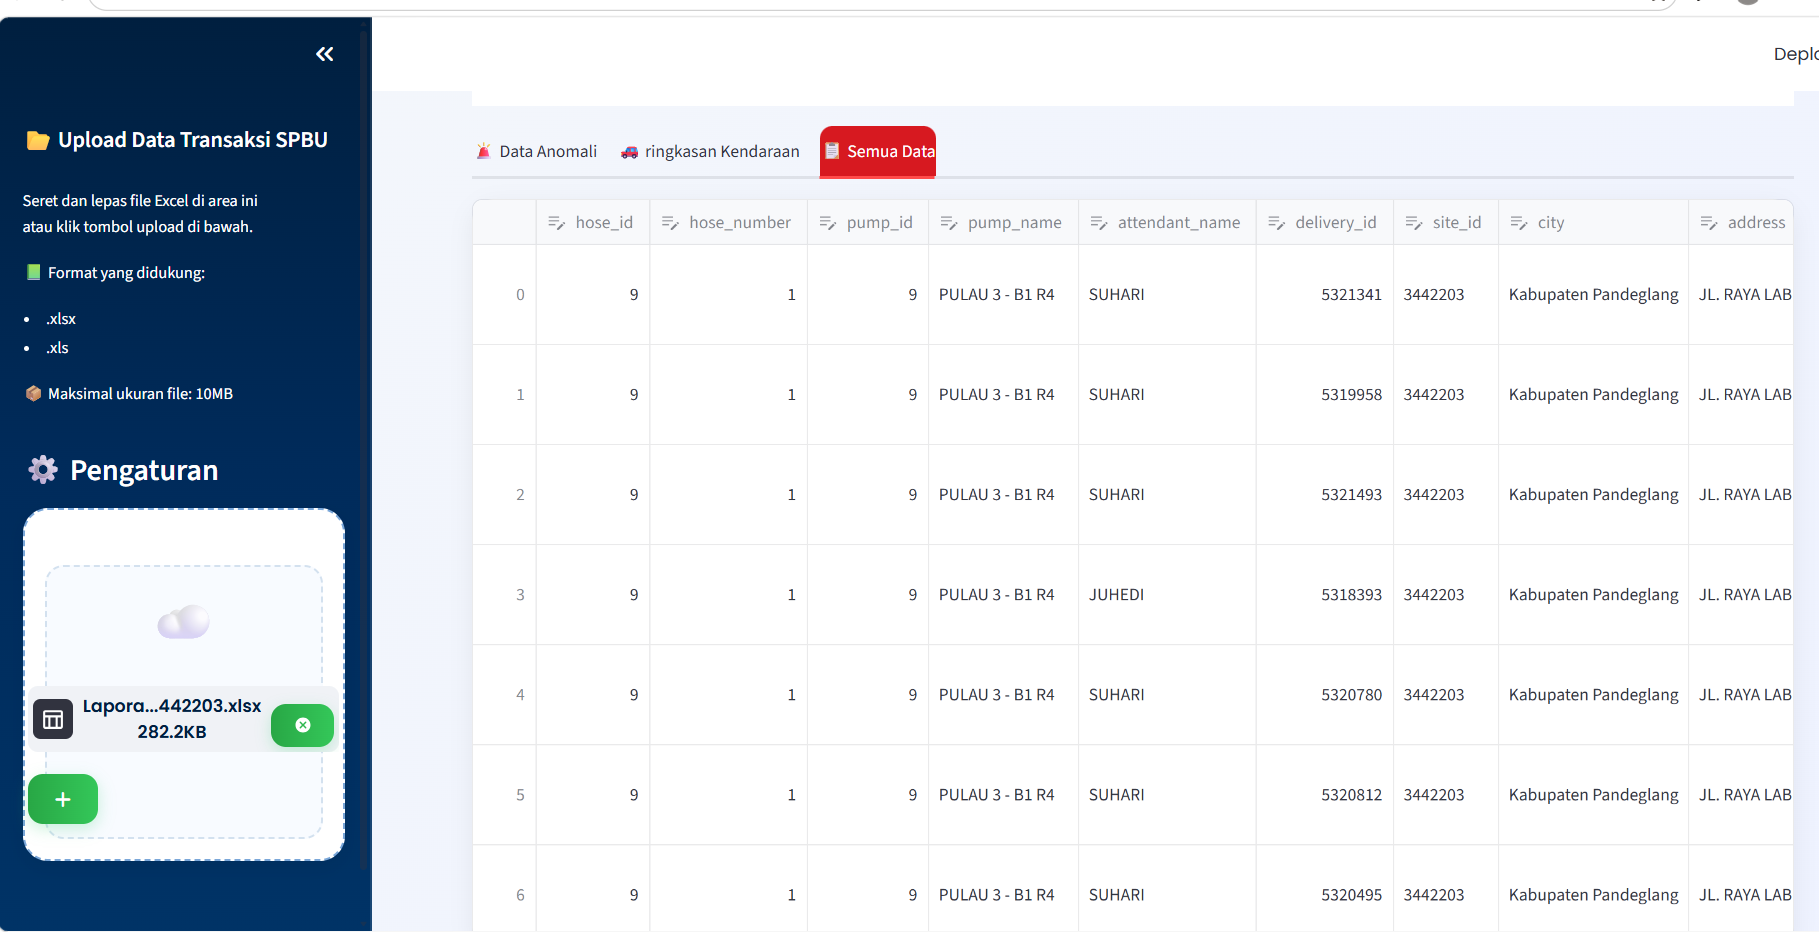 Deplo
📂 Upload Data Transaksi SPBU
Seret dan lepas file Excel di area ini
atau klik tombol upload di bawah.
📗 Format yang didukung:
• .xlsx
• .xls
📦 Maksimal ukuran file: 10MB
⚙️ Pengaturan
Lapora...442203.xlsx
282.2KB
🚨 Data Anomali 🚗 ringkasan Kendaraan 📋 Semua Data
hose_id hose_number pump_id pump_name attendant_name delivery_id site_id city address
0 9 1 9 PULAU 3 - B1 R4 SUHARI 5321341 3442203 Kabupaten Pandeglang JL. RAYA LAB
1 9 1 9 PULAU 3 - B1 R4 SUHARI 5319958 3442203 Kabupaten Pandeglang JL. RAYA LAB
2 9 1 9 PULAU 3 - B1 R4 SUHARI 5321493 3442203 Kabupaten Pandeglang JL. RAYA LAB
3 9 1 9 PULAU 3 - B1 R4 JUHEDI 5318393 3442203 Kabupaten Pandeglang JL. RAYA LAB
4 9 1 9 PULAU 3 - B1 R4 SUHARI 5320780 3442203 Kabupaten Pandeglang JL. RAYA LAB
5 9 1 9 PULAU 3 - B1 R4 SUHARI 5320812 3442203 Kabupaten Pandeglang JL. RAYA LAB
6 9 1 9 PULAU 3 - B1 R4 SUHARI 5320495 3442203 Kabupaten Pandeglang JL. RAYA LAB